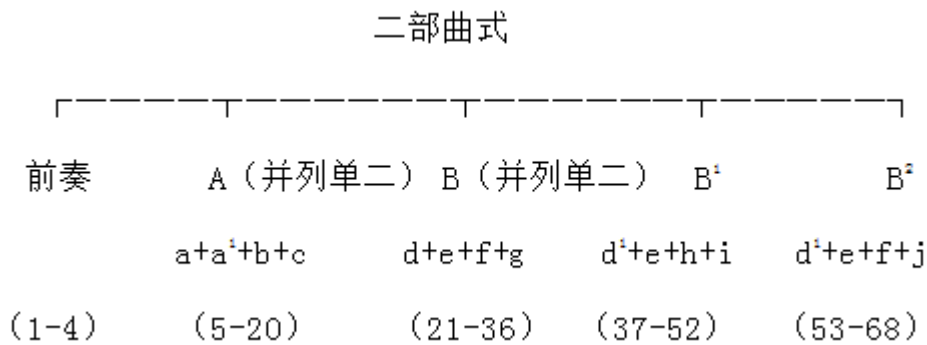 二部曲式
前奏 A（并列单二） B（并列单二） B¹ B²
a+a¹+b+c d+e+f+g d¹+e+h+i d¹+e+f+j
（1-4） （5-20） （21-36） （37-52） （53-68）